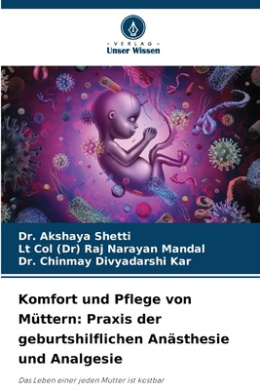 VERLAG
Unser Wissen
Dr. Akshaya Shetti
Lt Col (Dr) Raj Narayan Mandal
Dr. Chinmay Divyadarshi Kar
Komfort und Pflege von
Müttern: Praxis der
geburtshilflichen Anästhesie
und Analgesie
Das Leben einer jeden Mutter ist kostbar